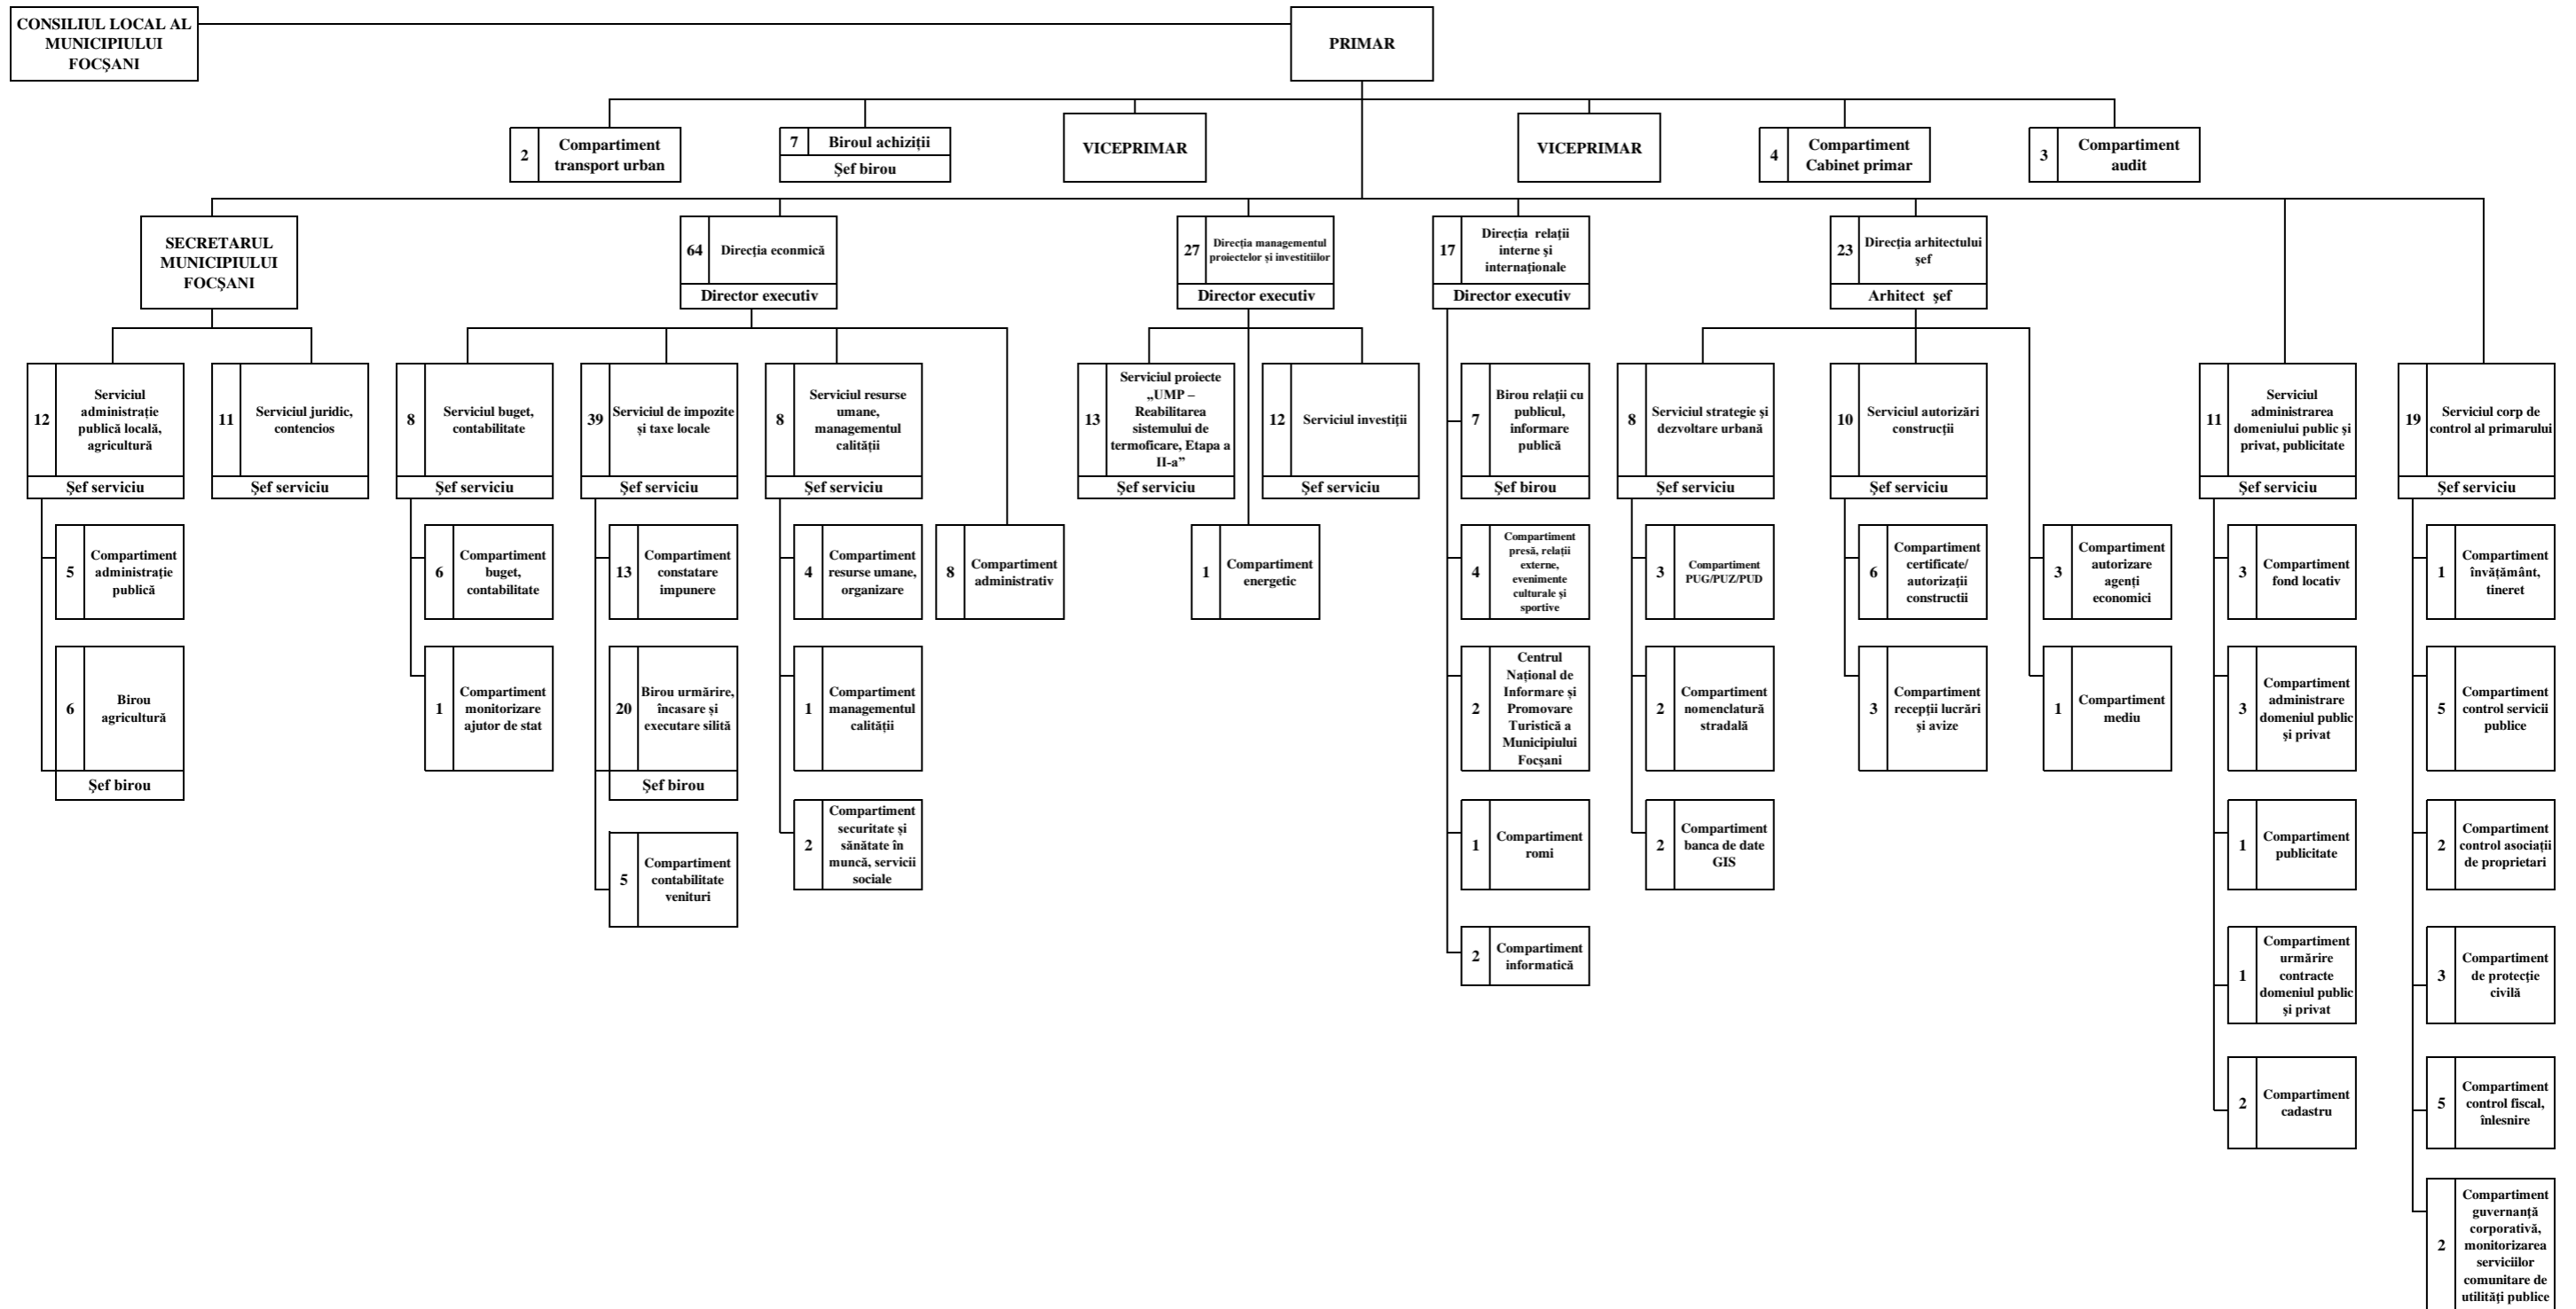 CONSILIUL LOCAL AL
MUNICIPIULUI
FOCȘANI
PRIMAR
2
Compartiment
transport urban
7
Biroul achiziții
Șef birou
VICEPRIMAR
VICEPRIMAR
4
Compartiment
Cabinet primar
3
Compartiment
audit
SECRETARUL
MUNICIPIULUI
FOCȘANI
64
Direcția econmică
Director executiv
27
Direcția managementul
proiectelor și investitiilor
Director executiv
17
Direcția relații
interne și
internaționale
Director executiv
23
Direcția arhitectului
șef
Arhitect șef
12
Serviciul
administrație
publică locală,
agricultură
Șef serviciu
11
Serviciul juridic,
contencios
Șef serviciu
8
Serviciul buget,
contabilitate
Șef serviciu
39
Serviciul de impozite
și taxe locale
Șef serviciu
8
Serviciul resurse
umane,
managementul
calității
Șef serviciu
13
Serviciul proiecte
„UMP –
Reabilitarea
sistemului de
termoficare, Etapa a
II-a”
Șef serviciu
12
Serviciul investiții
Șef serviciu
7
Birou relații cu
publicul,
informare
publică
Șef birou
8
Serviciul strategie și
dezvoltare urbană
Șef serviciu
10
Serviciul autorizări
construcții
Șef serviciu
11
Serviciul
administrarea
domeniului public și
privat, publicitate
Șef serviciu
19
Serviciul corp de
control al primarului
Șef serviciu
5
Compartiment
administrație
publică
6
Compartiment
buget,
contabilitate
13
Compartiment
constatare
impunere
4
Compartiment
resurse umane,
organizare
8
Compartiment
administrativ
1
Compartiment
energetic
4
Compartiment
presă, relații
externe,
evenimente
culturale și
sportive
3
Compartiment
PUG/PUZ/PUD
6
Compartiment
certificate/
autorizații
constructii
3
Compartiment
autorizare
agenți
economici
3
Compartiment
fond locativ
1
Compartiment
învățământ,
tineret
6
Birou
agricultură
Șef birou
1
Compartiment
monitorizare
ajutor de stat
20
Birou urmărire,
încasare și
executare silită
Șef birou
1
Compartiment
managementul
calității
2
Centrul
Național de
Informare și
Promovare
Turistică a
Municipiului
Focșani
2
Compartiment
nomenclatură
stradală
3
Compartiment
recepții lucrări
și avize
1
Compartiment
mediu
3
Compartiment
administrare
domeniul public
și privat
5
Compartiment
control servicii
publice
5
Compartiment
contabilitate
venituri
2
Compartiment
securitate și
sănătate în
muncă, servicii
sociale
1
Compartiment
romi
2
Compartiment
banca de date
GIS
1
Compartiment
publicitate
2
Compartiment
control asociații
de proprietari
2
Compartiment
informatică
1
Compartiment
urmărire
contracte
domeniul public
și privat
3
Compartiment
de protecție
civilă
2
Compartiment
cadastru
5
Compartiment
control fiscal,
înlesnire
2
Compartiment
guvernanță
corporativă,
monitorizarea
serviciilor
comunitare de
utilități publice